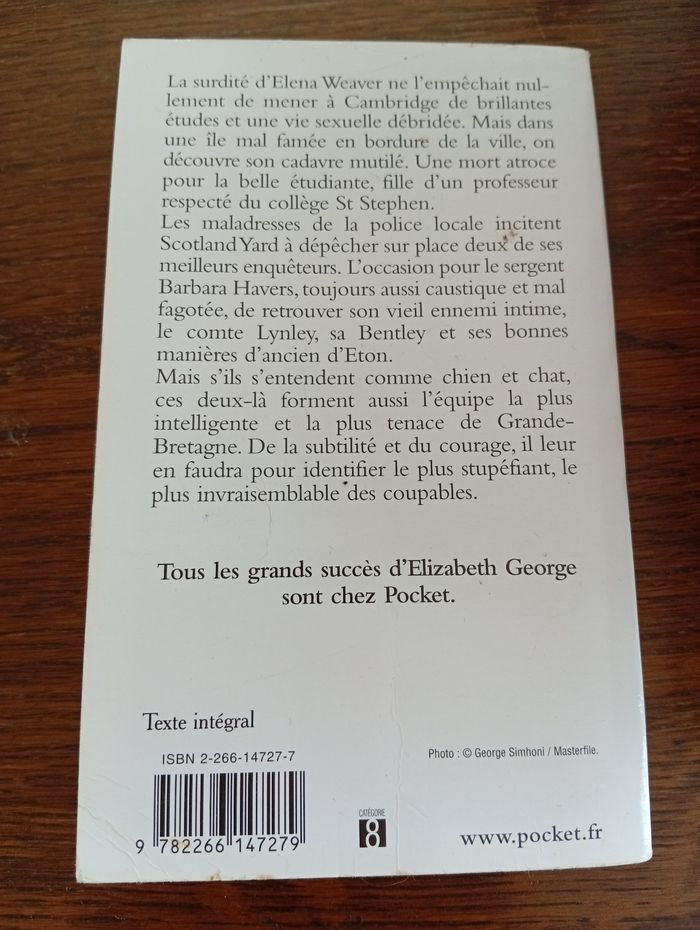 La surdité d'Elena Weaver ne l'empêchait nul-
lement de mener à Cambridge de brillantes
études et une vie sexuelle débridée. Mais dans
une île mal famée en bordure de la ville, on
découvre son cadavre mutilé. Une mort atroce
pour la belle étudiante, fille d'un professeur
respecté du collège St Stephen.
Les maladresses de la police locale incitent
Scotland Yard à dépêcher sur place deux de ses
meilleurs enquêteurs. L'occasion pour le sergent
Barbara Havers, toujours aussi caustique et mal
fagotée, de retrouver son vieil ennemi intime,
le comte Lynley, sa Bentley et ses bonnes
manières d'ancien d'Eton.
Mais s'ils s'entendent comme chien et chat,
ces deux-là forment aussi l'équipe la plus
intelligente et la plus tenace de Grande-
Bretagne. De la subtilité et du courage, il leur
en faudra pour identifier le plus stupéfiant, le
plus invraisemblable des coupables.
Tous les grands succès d'Elizabeth George
sont chez Pocket.
Texte intégral
ISBN 2-266-14727-7
Photo : © George Simhoni / Masterfile.
9 782266 147279
CATÉGORIE
8
www.pocket.fr